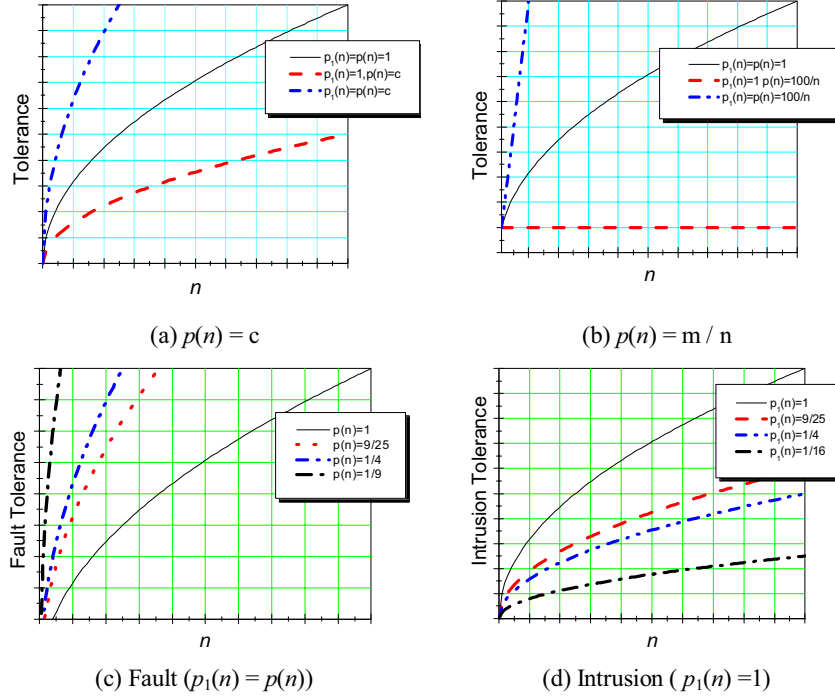 Tolerance
p₁(n)=p(n)=1
p₁(n)=1,p(n)=c
p₁(n)=p(n)=c
n
(a) p(n) = c
Tolerance
p₁(n)=p(n)=1
p₁(n)=1 p(n)=100/n
p₁(n)=p(n)=100/n
n
(b) p(n) = m / n
Fault Tolerance
p(n)=1
p(n)=9/25
p(n)=1/4
p(n)=1/9
n
(c) Fault (p₁(n) = p(n))
Intrusion Tolerance
p₁(n)=1
p₁(n)=9/25
p₁(n)=1/4
p₁(n)=1/16
n
(d) Intrusion ( p₁(n) =1)